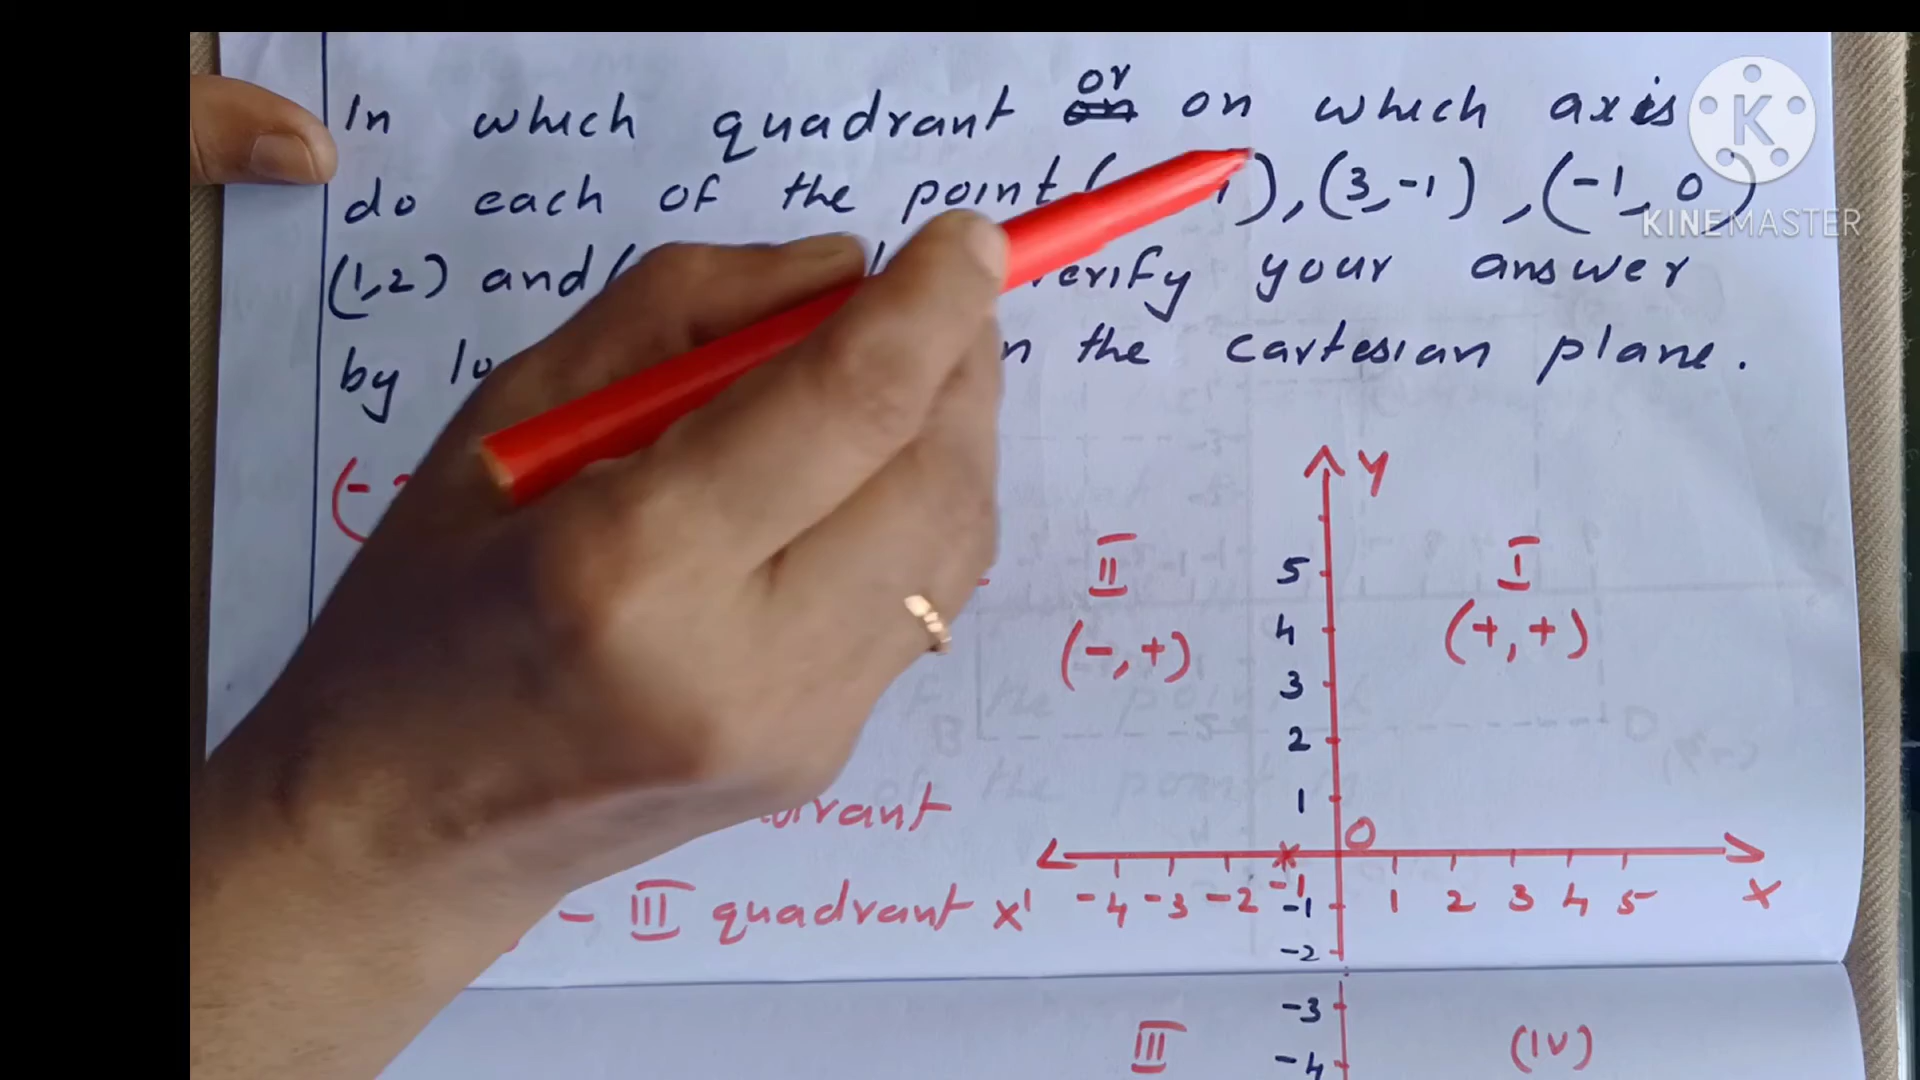 In which quadrant or on which axis
do each of the point ( ), (3,-1), (-1, 0)
(1,2) and ( verify your answer
by the cartesian plane.
(-
Y
II
I
5
(-,+)
(+,+)
4
3
2
1
O
- III quadrant
X'
-4 -3 -2 -1
1 2 3 4 5
X
-1
-2
-3
III
(IV)
-4
K
KINEMASTER